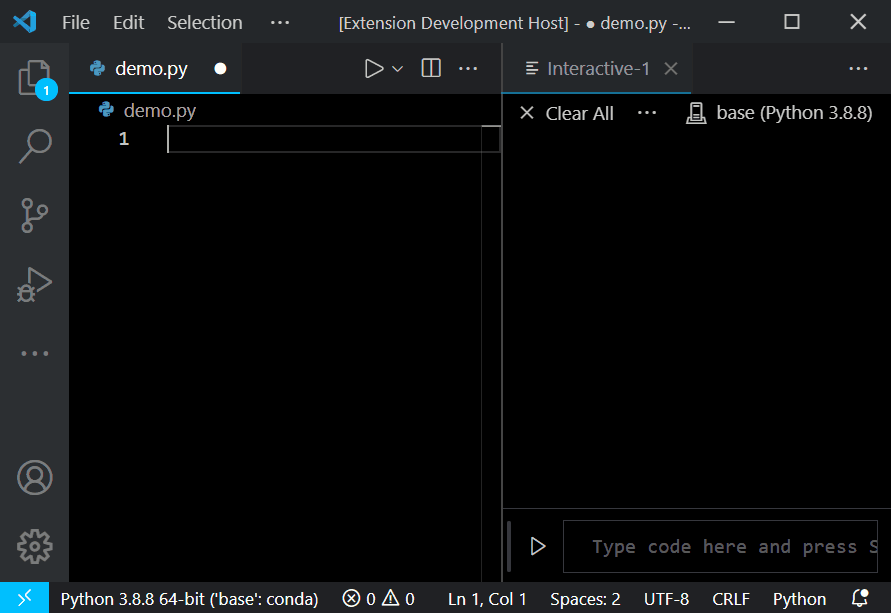 File Edit Selection ··· [Extension Development Host] - ● demo.py -...
demo.py ● Interactive-1
demo.py
Clear All ··· base (Python 3.8.8)
1
1
Type code here and press S
Python 3.8.8 64-bit ('base': conda) 0 0 Ln 1, Col 1 Spaces: 2 UTF-8 CRLF Python